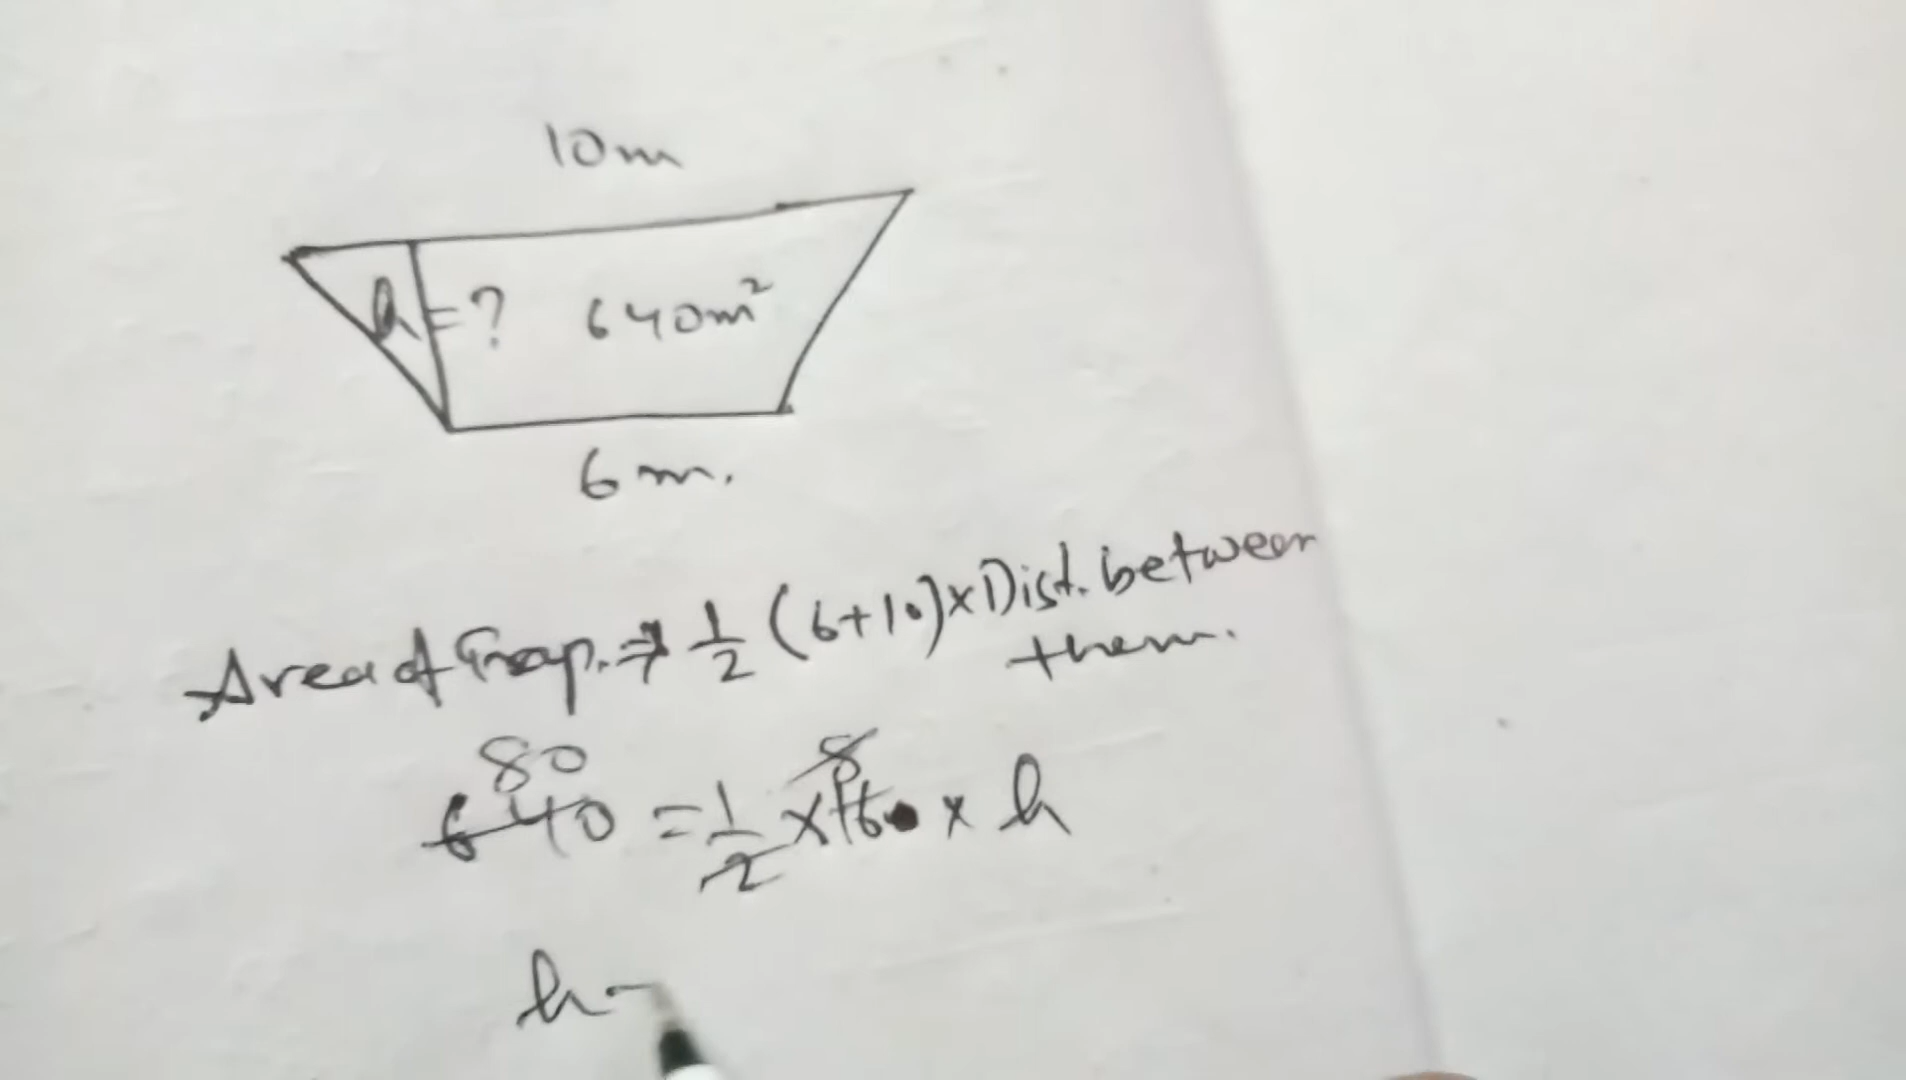 10m
h=? 640m²
6m.
Area of Trap. ⇒ 1/2 (6+10)×Dist. between
them.
80 8
640 = 1/2 × 16 × h
h -